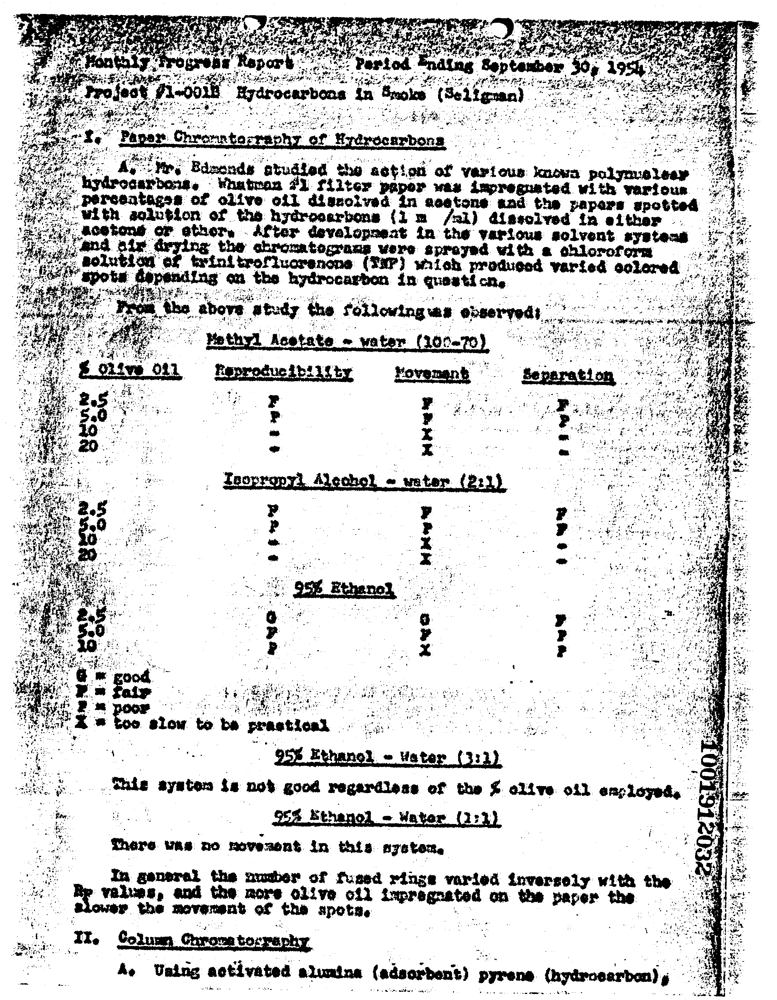 Monthly Progress Report Period Ending September 30, 1954
Project #1-001B Hydrocarbons in Smoke (Seligman)
I. Paper Chromatography of Hydrocarbons
A. Mr. Edmonds studied the action of various known polynuclear
hydrocarbons. Whatman #1 filter paper was impregnated with various
percentages of olive oil dissolved in acetone and the papers spotted
with solution of the hydrocarbons (1 m /ml) dissolved in either
acetone or ether. After development in the various solvent systems
and air drying the chromatograms were sprayed with a chloroform
solution of trinitrofluorenone (TNF) which produced varied colored
spots depending on the hydrocarbon in question.
From the above study the following was observed:
Methyl Acetate - water (100-70)
% Olive Oil Reproducibility Movement Separation
2.5 F F F
5.0 P F P
10 - X -
20 - X -
Isopropyl Alcohol - water (2:1)
2.5 F F F
5.0 P P F
10 - X -
20 - X -
95% Ethanol
2.5 G G F
5.0 F F P
10 P X P
G = good
F = fair
P = poor
X = too slow to be practical
95% Ethanol - Water (3:1)
This system is not good regardless of the % olive oil employed.
95% Ethanol - Water (1:1)
There was no movement in this system.
In general the number of fused rings varied inversely with the
RF values, and the more olive oil impregnated on the paper the
slower the movement of the spots.
II. Column Chromatography
A. Using activated alumina (adsorbent) pyrene (hydrocarbon),
1001912032